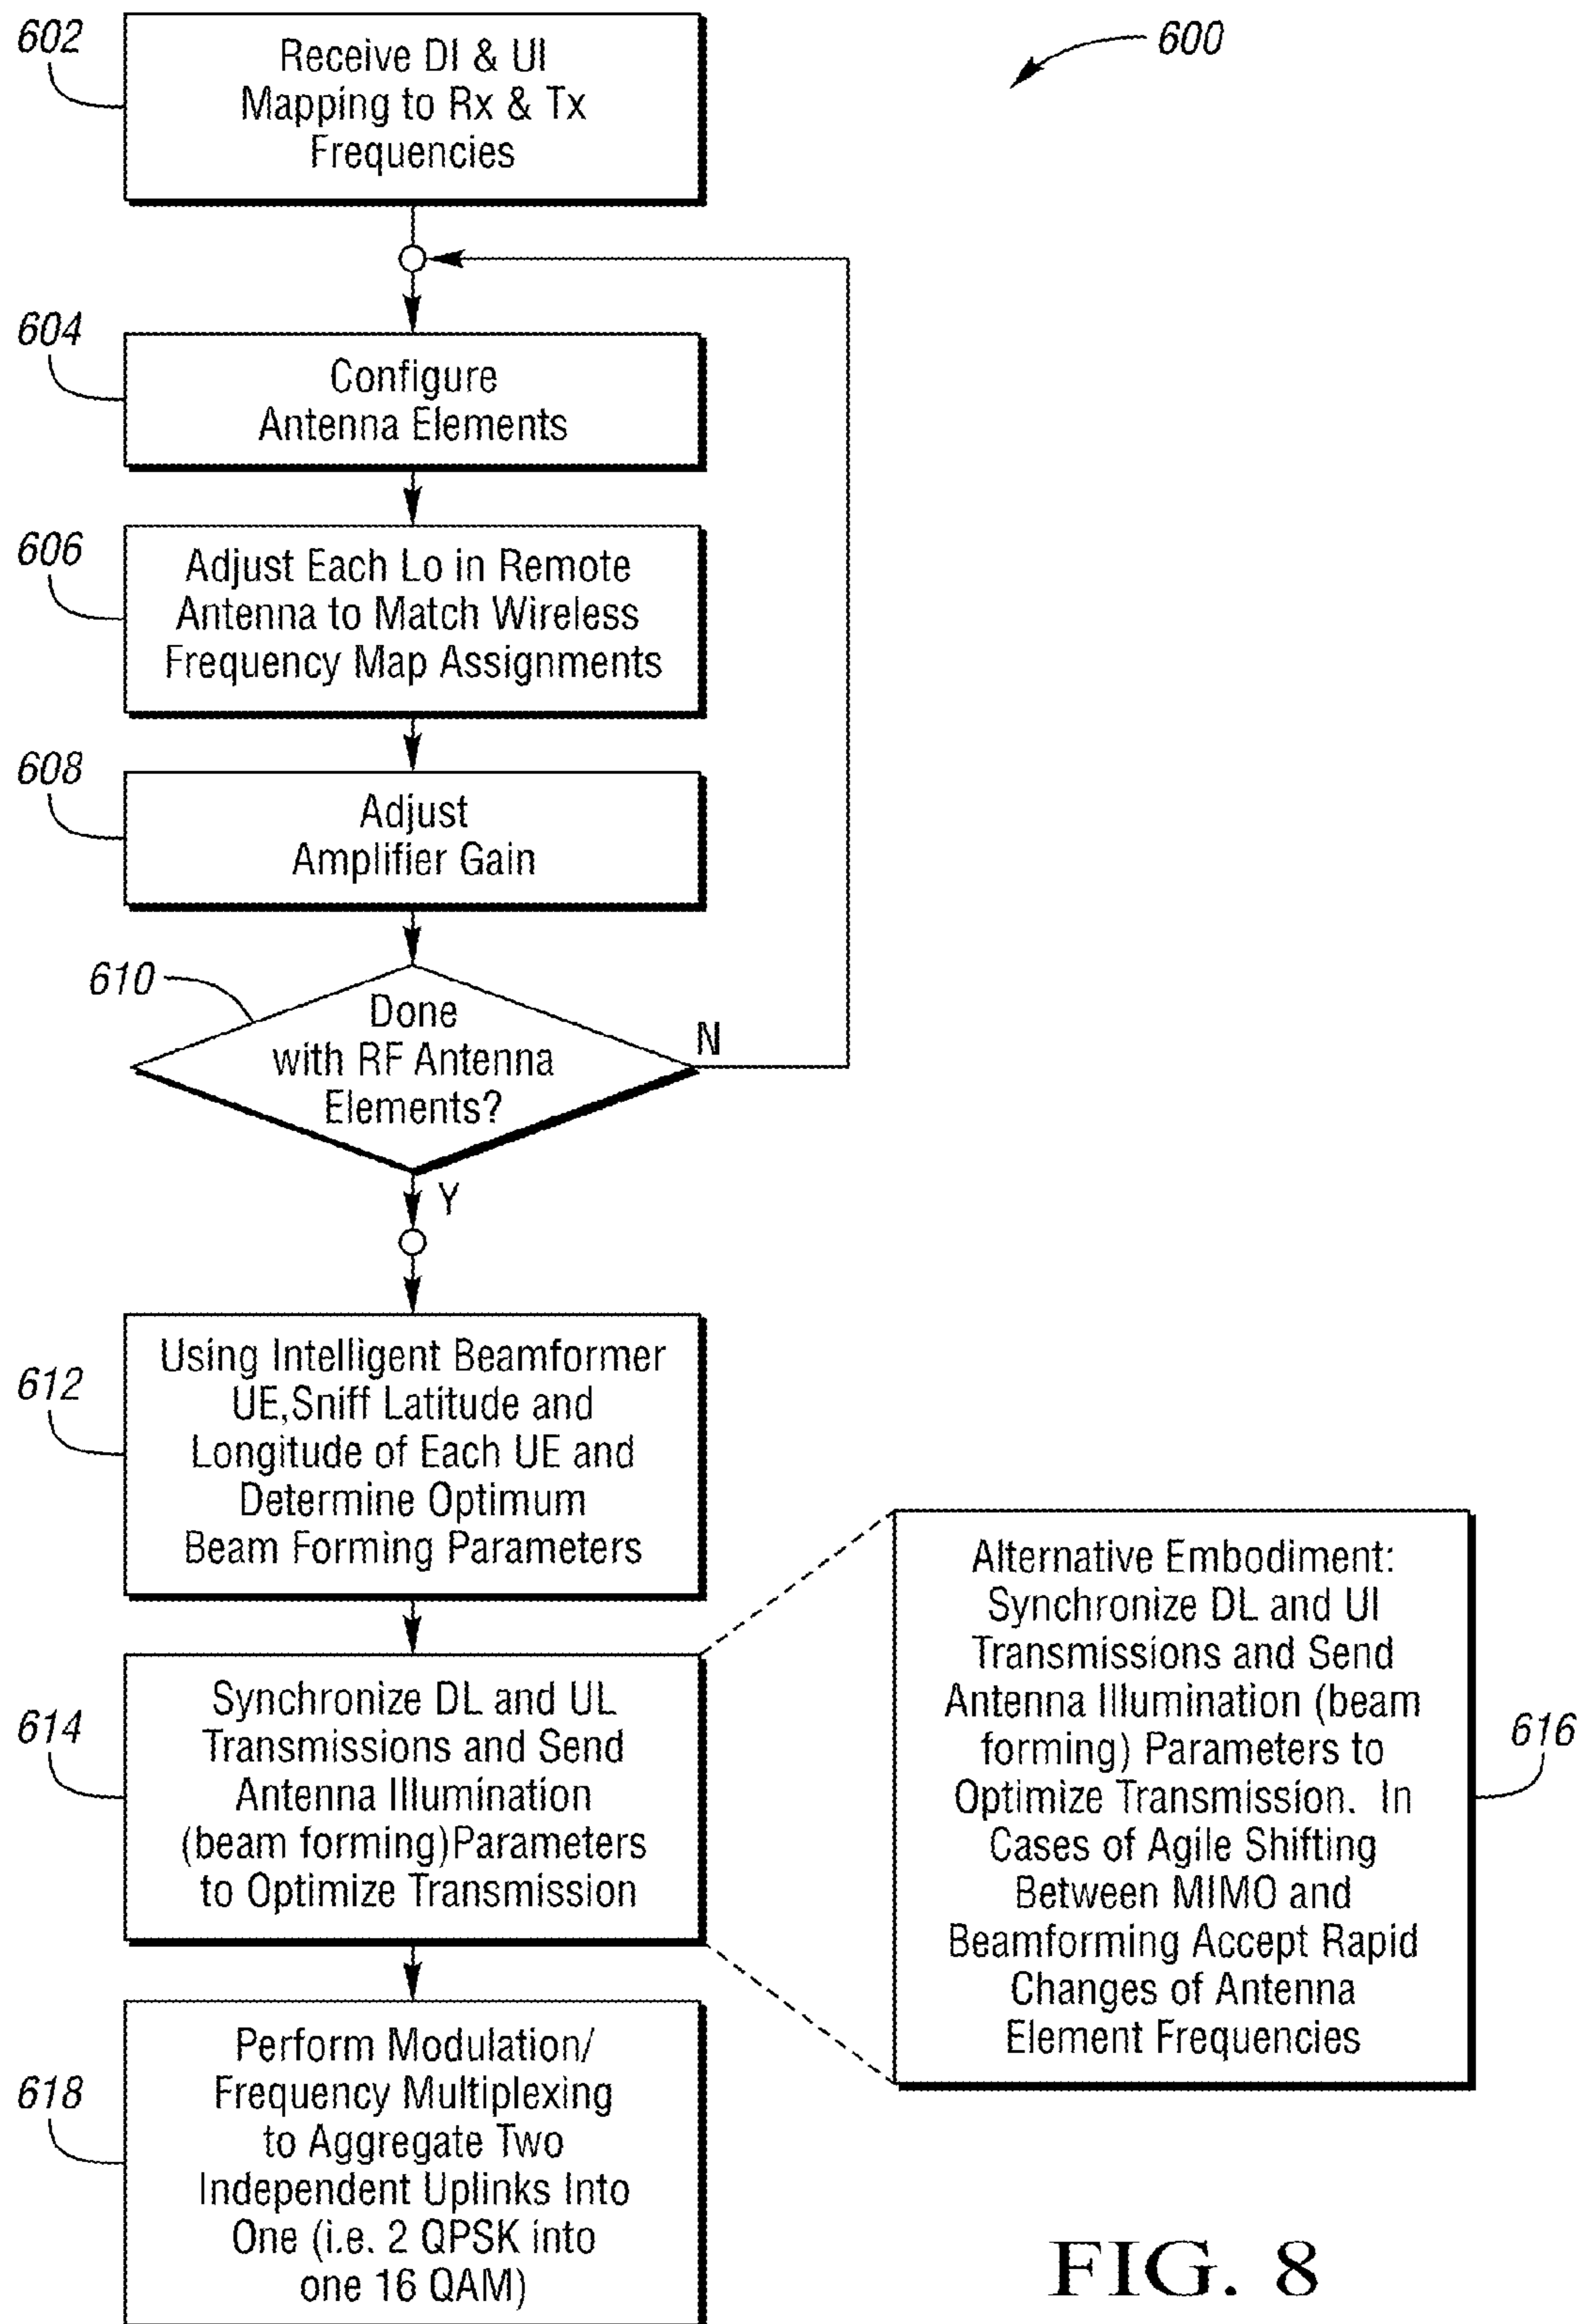 602
Receive DI & UI
Mapping to Rx & Tx
Frequencies
600
604
Configure
Antenna Elements
606
Adjust Each Lo in Remote
Antenna to Match Wireless
Frequency Map Assignments
608
Adjust
Amplifier Gain
610
Done
with RF Antenna
Elements?
N
Y
612
Using Intelligent Beamformer
UE,Sniff Latitude and
Longitude of Each UE and
Determine Optimum
Beam Forming Parameters
614
Synchronize DL and UL
Transmissions and Send
Antenna Illumination
(beam forming)Parameters
to Optimize Transmission
Alternative Embodiment:
Synchronize DL and UI
Transmissions and Send
Antenna Illumination (beam
forming) Parameters to
Optimize Transmission. In
Cases of Agile Shifting
Between MIMO and
Beamforming Accept Rapid
Changes of Antenna
Element Frequencies
616
618
Perform Modulation/
Frequency Multiplexing
to Aggregate Two
Independent Uplinks Into
One (i.e. 2 QPSK into
one 16 QAM)
FIG. 8